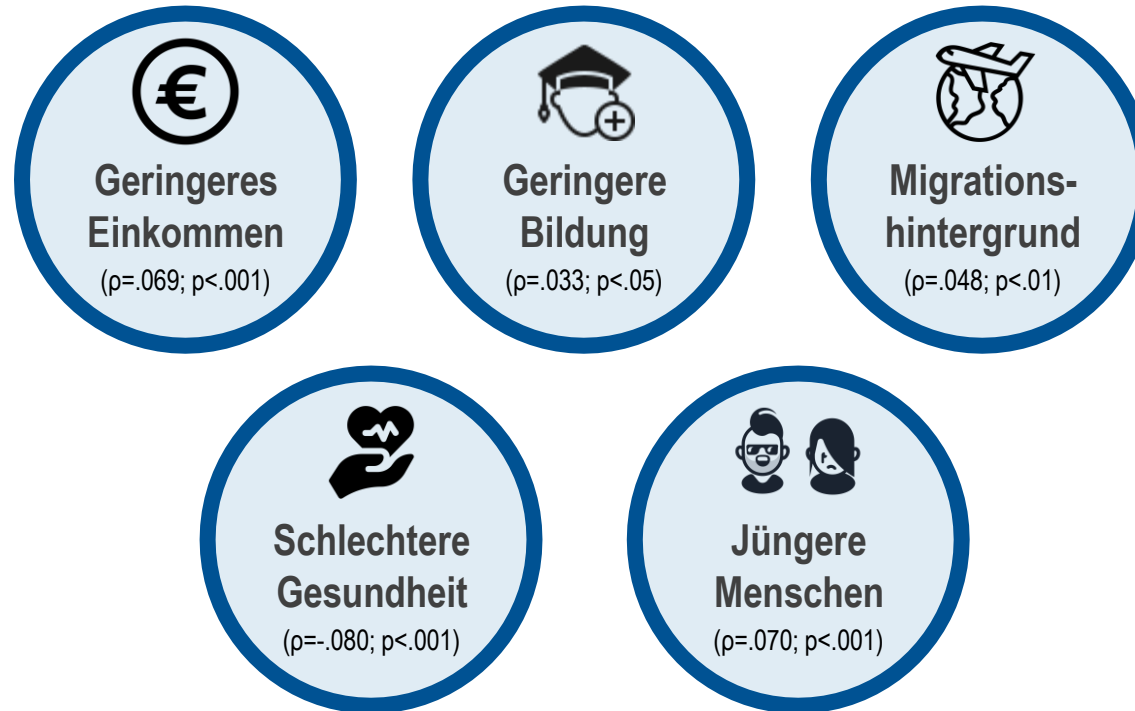 €
Geringeres
Einkommen
(ρ=.069; p<.001)
Geringere
Bildung
(ρ=.033; p<.05)
Migrations-
hintergrund
(ρ=.048; p<.01)
Schlechtere
Gesundheit
(ρ=-.080; p<.001)
Jüngere
Menschen
(ρ=.070; p<.001)